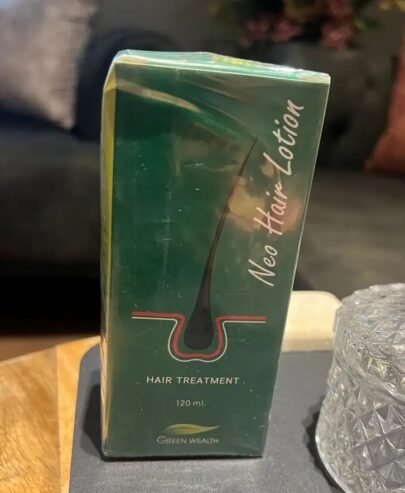 Neo Hair Lotion
HAIR TREATMENT
120 ml.
GREEN WEALTH